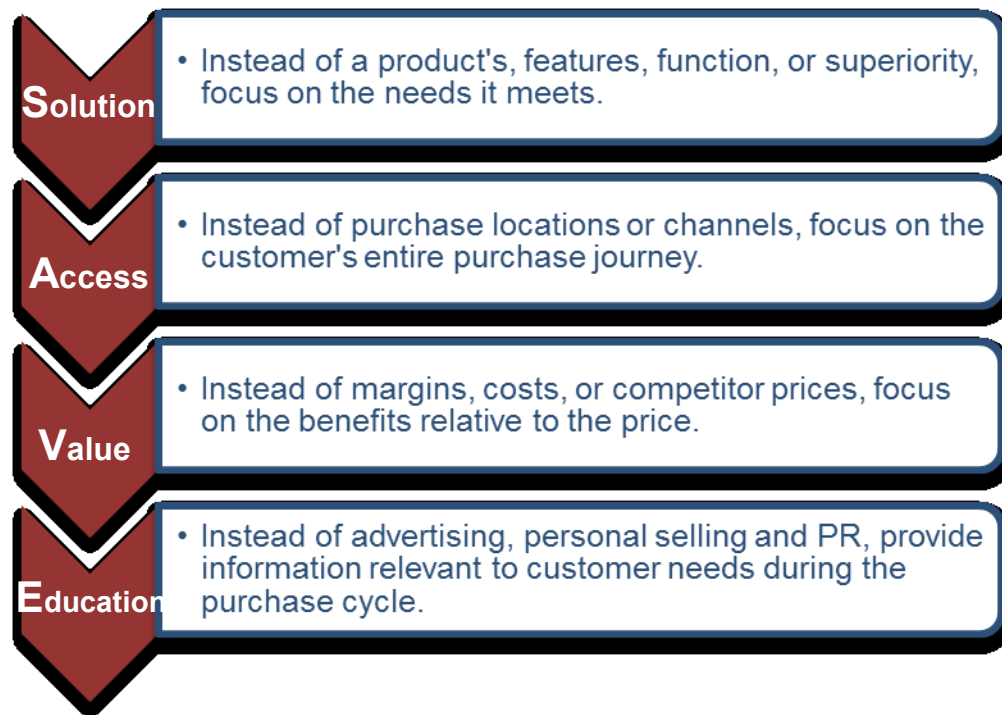 Solution
• Instead of a product's, features, function, or superiority,
focus on the needs it meets.
Access
• Instead of purchase locations or channels, focus on the
customer's entire purchase journey.
Value
• Instead of margins, costs, or competitor prices, focus
on the benefits relative to the price.
Education
• Instead of advertising, personal selling and PR, provide
information relevant to customer needs during the
purchase cycle.